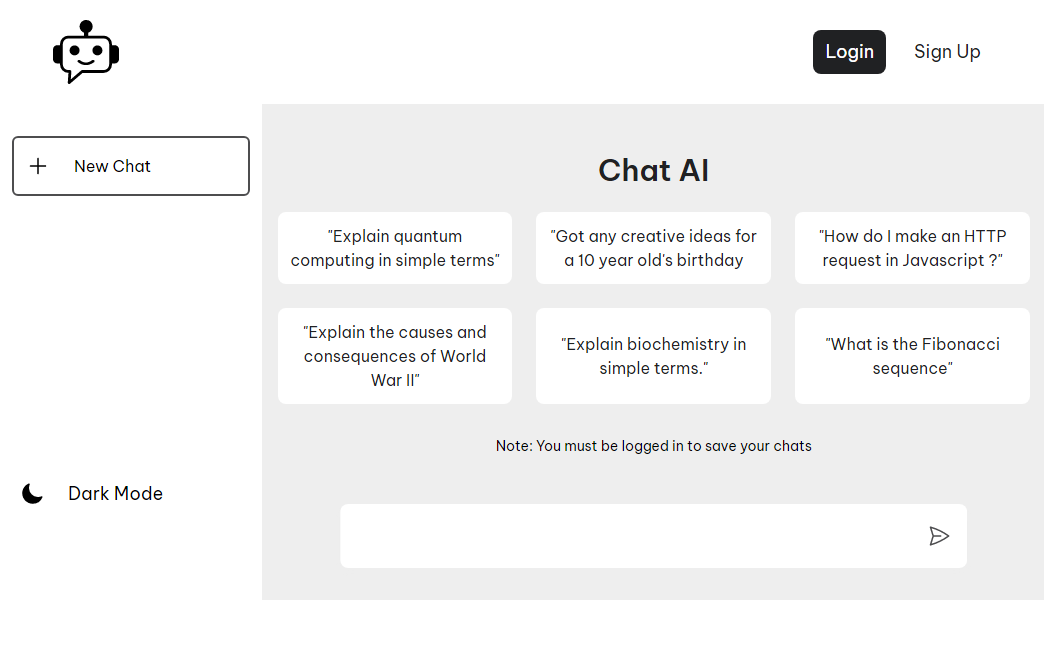 Login
Sign Up
New Chat
Chat AI
"Explain quantum
computing in simple terms"
"Got any creative ideas for
a 10 year old's birthday
"How do I make an HTTP
request in Javascript ?"
"Explain the causes and
consequences of World
War II"
"Explain biochemistry in
simple terms."
"What is the Fibonacci
sequence"
Note: You must be logged in to save your chats
Dark Mode